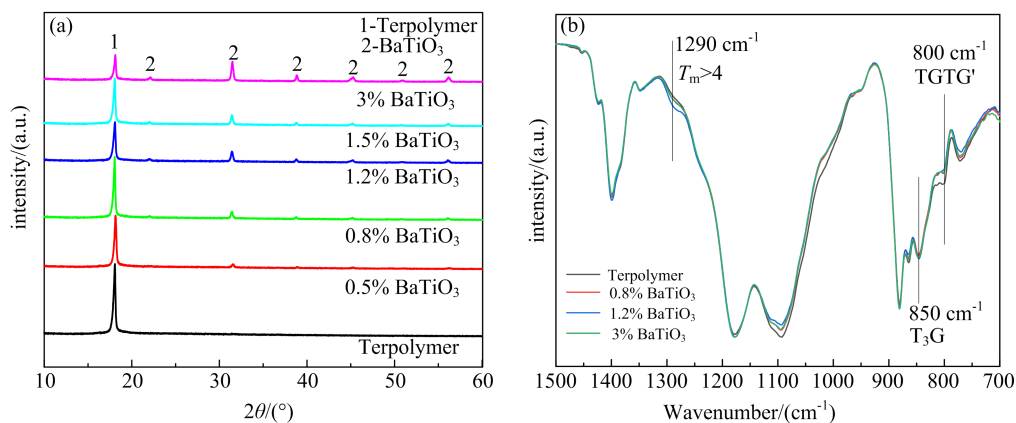 (a)
1-Terpolymer
2-BaTiO₃
1
2
2
2
2
2
2
3% BaTiO₃
1.5% BaTiO₃
1.2% BaTiO₃
0.8% BaTiO₃
0.5% BaTiO₃
Terpolymer
intensity/(a.u.)
10
20
30
40
50
60
2θ/(°)
(b)
1290 cm⁻¹
Tₘ>4
800 cm⁻¹
TGTG'
850 cm⁻¹
T₃G
Terpolymer
0.8% BaTiO₃
1.2% BaTiO₃
3% BaTiO₃
intensity/(a.u.)
1500
1400
1300
1200
1100
1000
900
800
700
Wavenumber/(cm⁻¹)